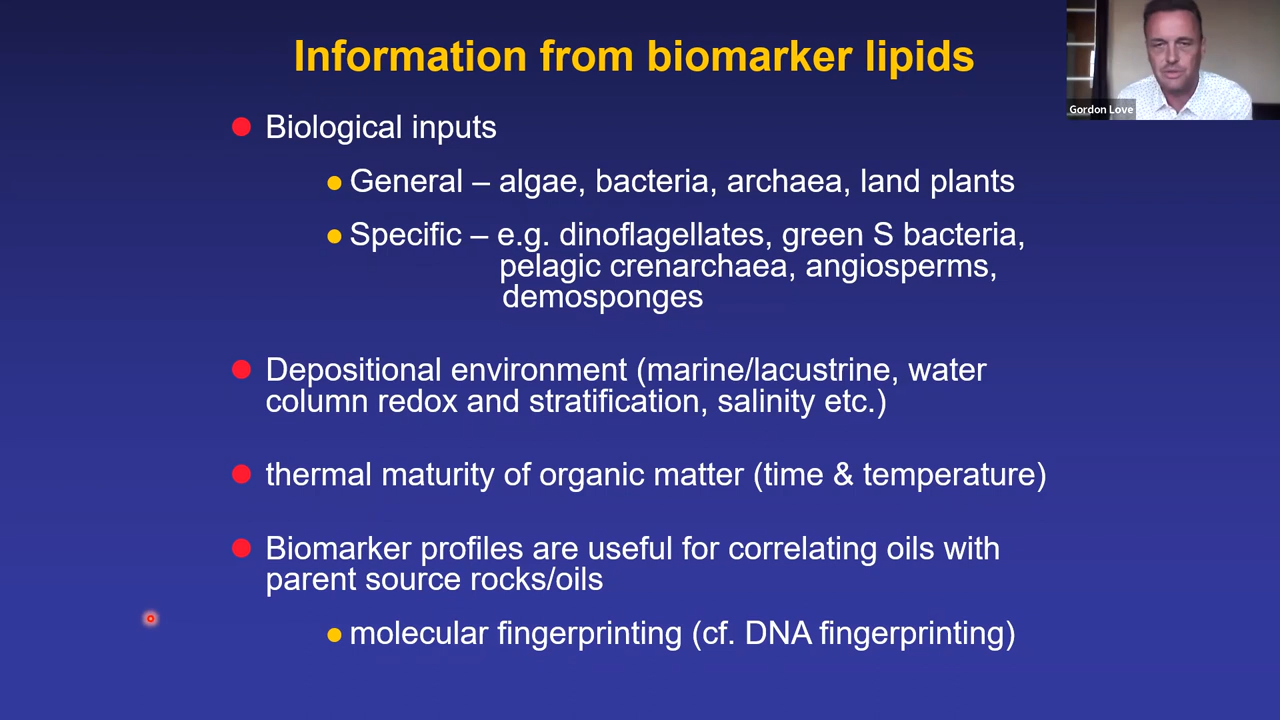 Information from biomarker lipids
Gordon Love
Biological inputs
General – algae, bacteria, archaea, land plants
Specific – e.g. dinoflagellates, green S bacteria,
pelagic crenarchaea, angiosperms,
demosponges
Depositional environment (marine/lacustrine, water
column redox and stratification, salinity etc.)
thermal maturity of organic matter (time & temperature)
Biomarker profiles are useful for correlating oils with
parent source rocks/oils
molecular fingerprinting (cf. DNA fingerprinting)